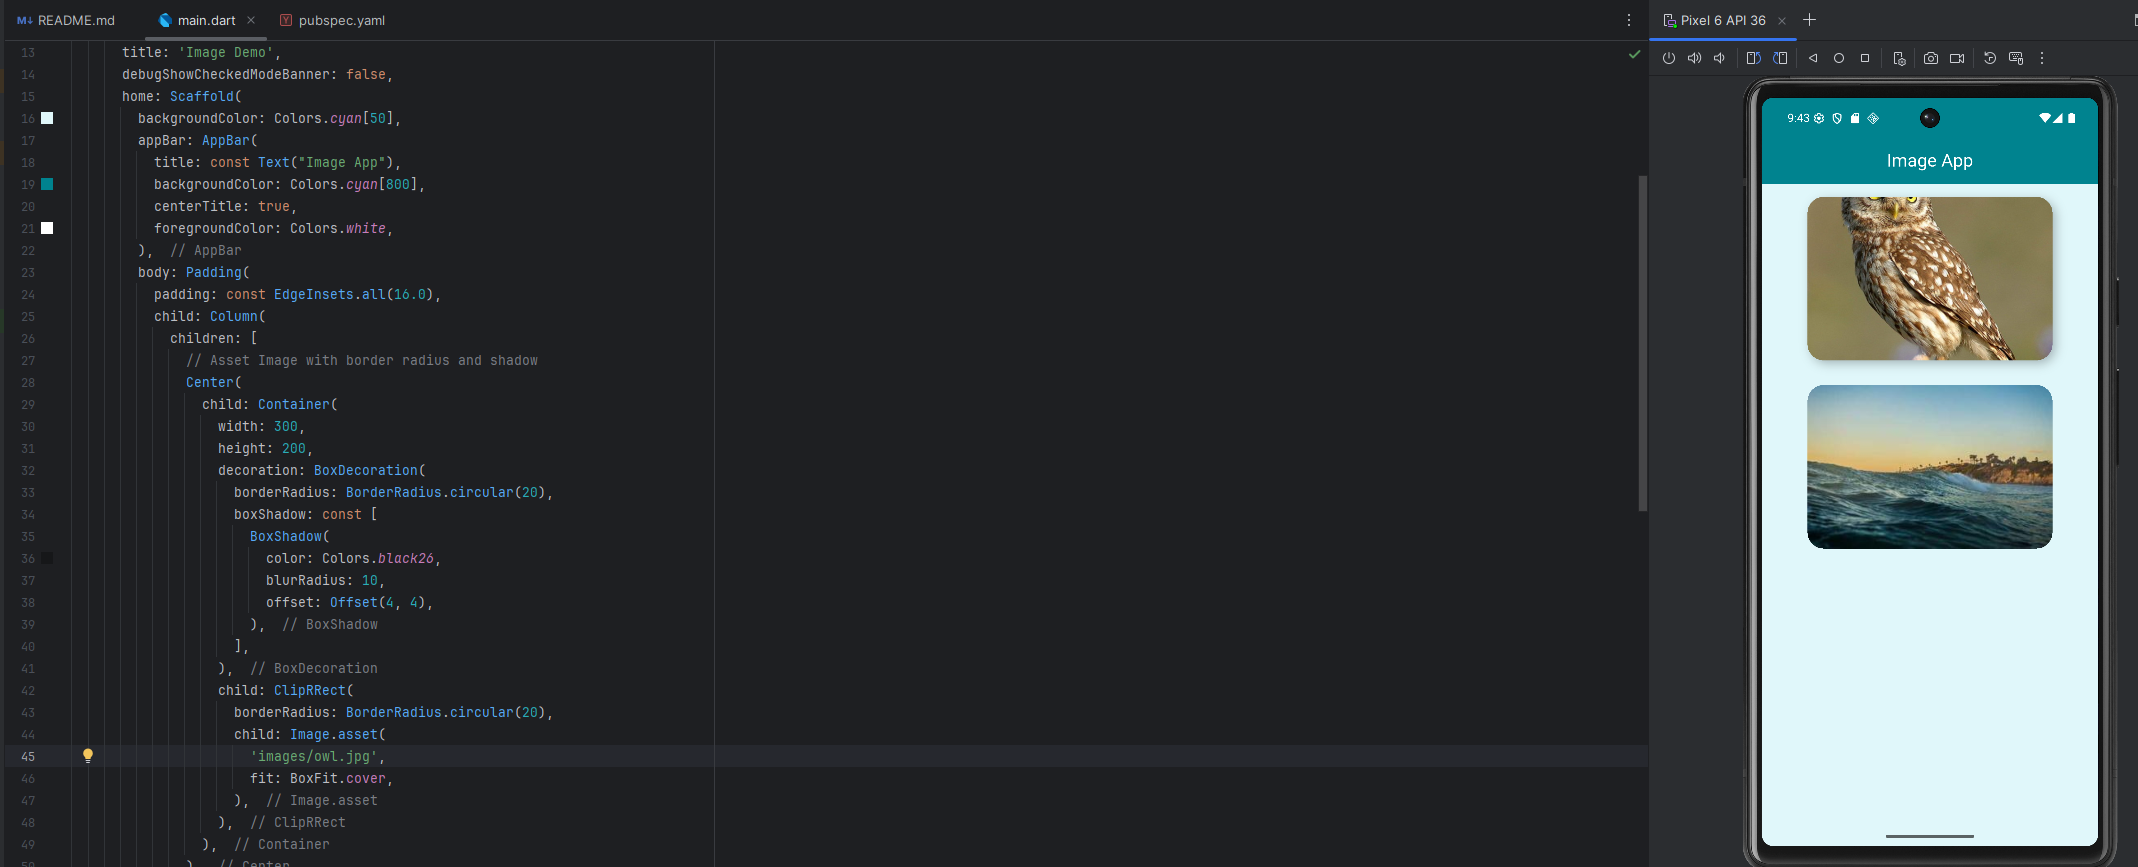 M↓ README.md
main.dart
Y pubspec.yaml
Pixel 6 API 36
13 title: 'Image Demo',
14 debugShowCheckedModeBanner: false,
15 home: Scaffold(
16 backgroundColor: Colors.cyan[50],
17 appBar: AppBar(
18 title: const Text("Image App"),
19 backgroundColor: Colors.cyan[800],
20 centerTitle: true,
21 foregroundColor: Colors.white,
22 ), // AppBar
23 body: Padding(
24 padding: const EdgeInsets.all(16.0),
25 child: Column(
26 children: [
27 // Asset Image with border radius and shadow
28 Center(
29 child: Container(
30 width: 300,
31 height: 200,
32 decoration: BoxDecoration(
33 borderRadius: BorderRadius.circular(20),
34 boxShadow: const [
35 BoxShadow(
36 color: Colors.black26,
37 blurRadius: 10,
38 offset: Offset(4, 4),
39 ), // BoxShadow
40 ],
41 ), // BoxDecoration
42 child: ClipRRect(
43 borderRadius: BorderRadius.circular(20),
44 child: Image.asset(
45 'images/owl.jpg',
46 fit: BoxFit.cover,
47 ), // Image.asset
48 ), // ClipRRect
49 ), // Container
50 ), // Center
9:43
Image App